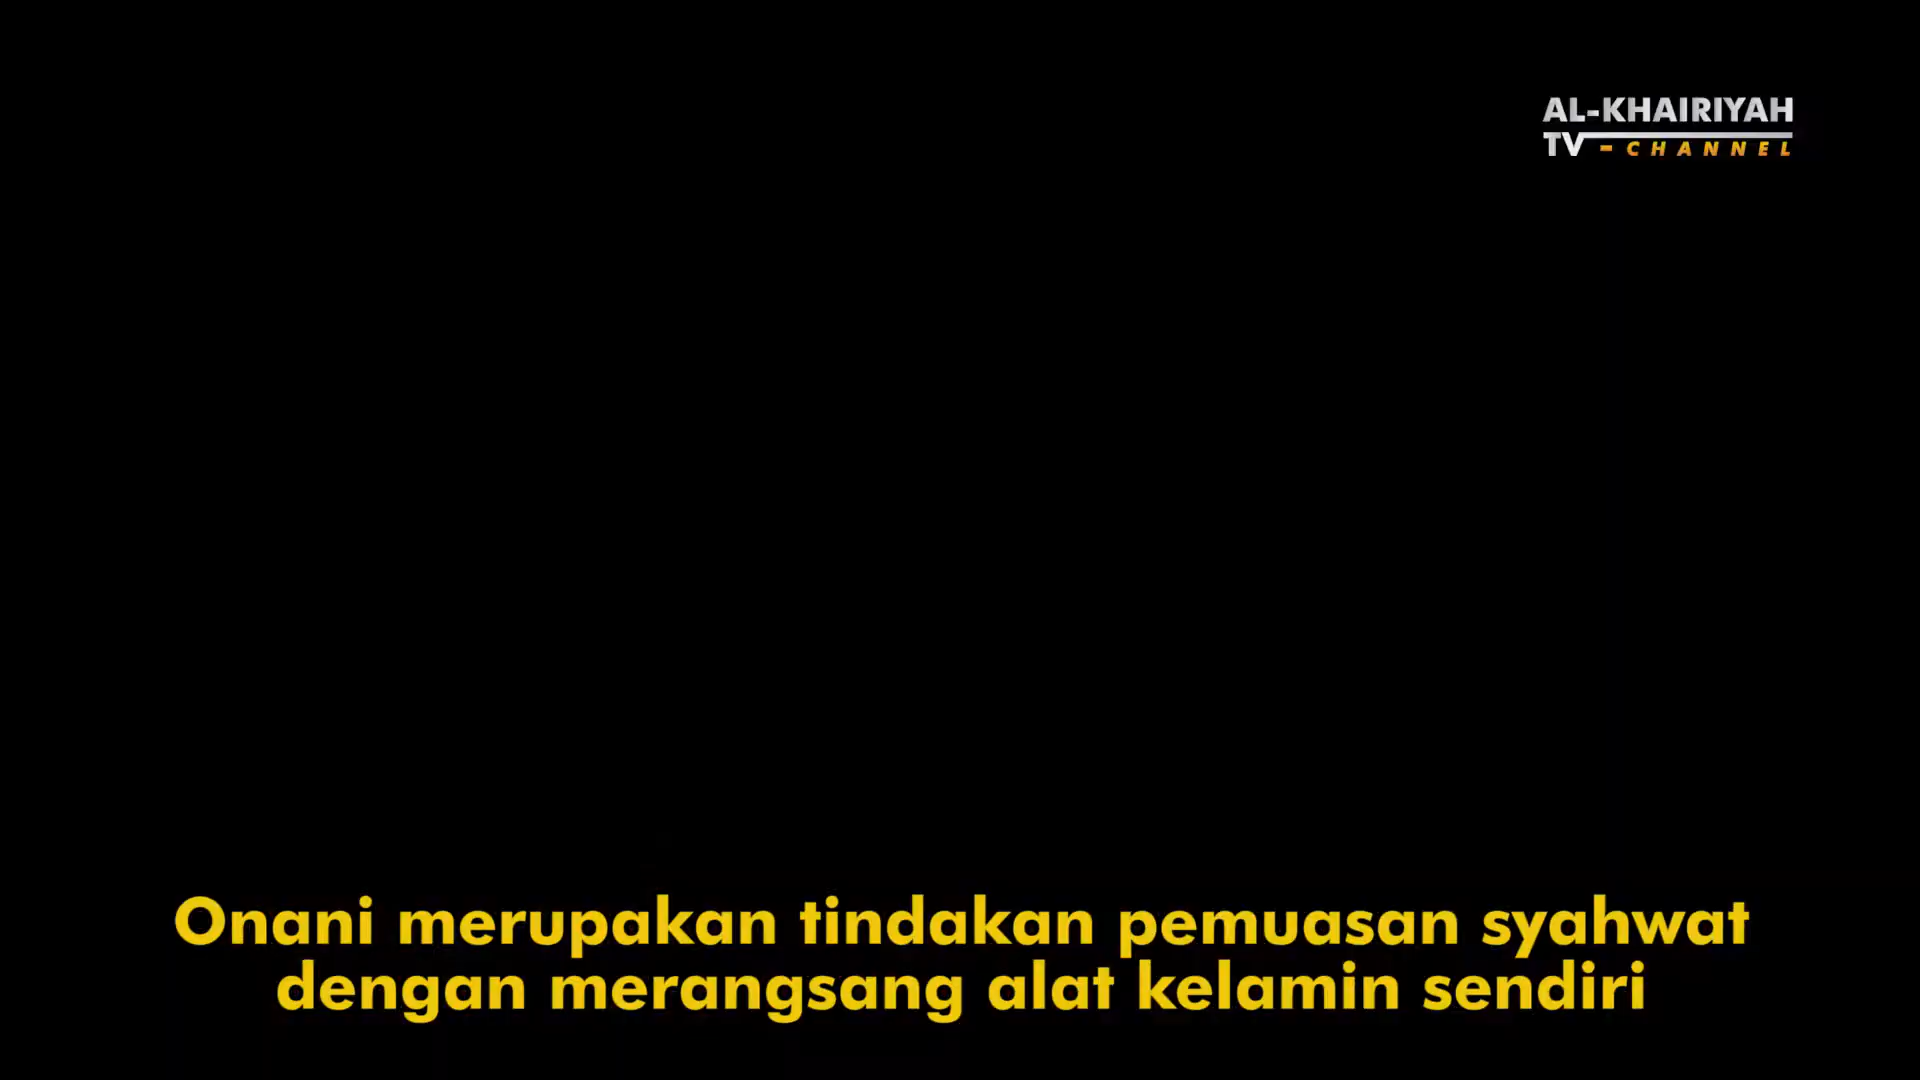 AL-KHAIRIYAH
TV - CHANNEL
Onani merupakan tindakan pemuasan syahwat
dengan merangsang alat kelamin sendiri